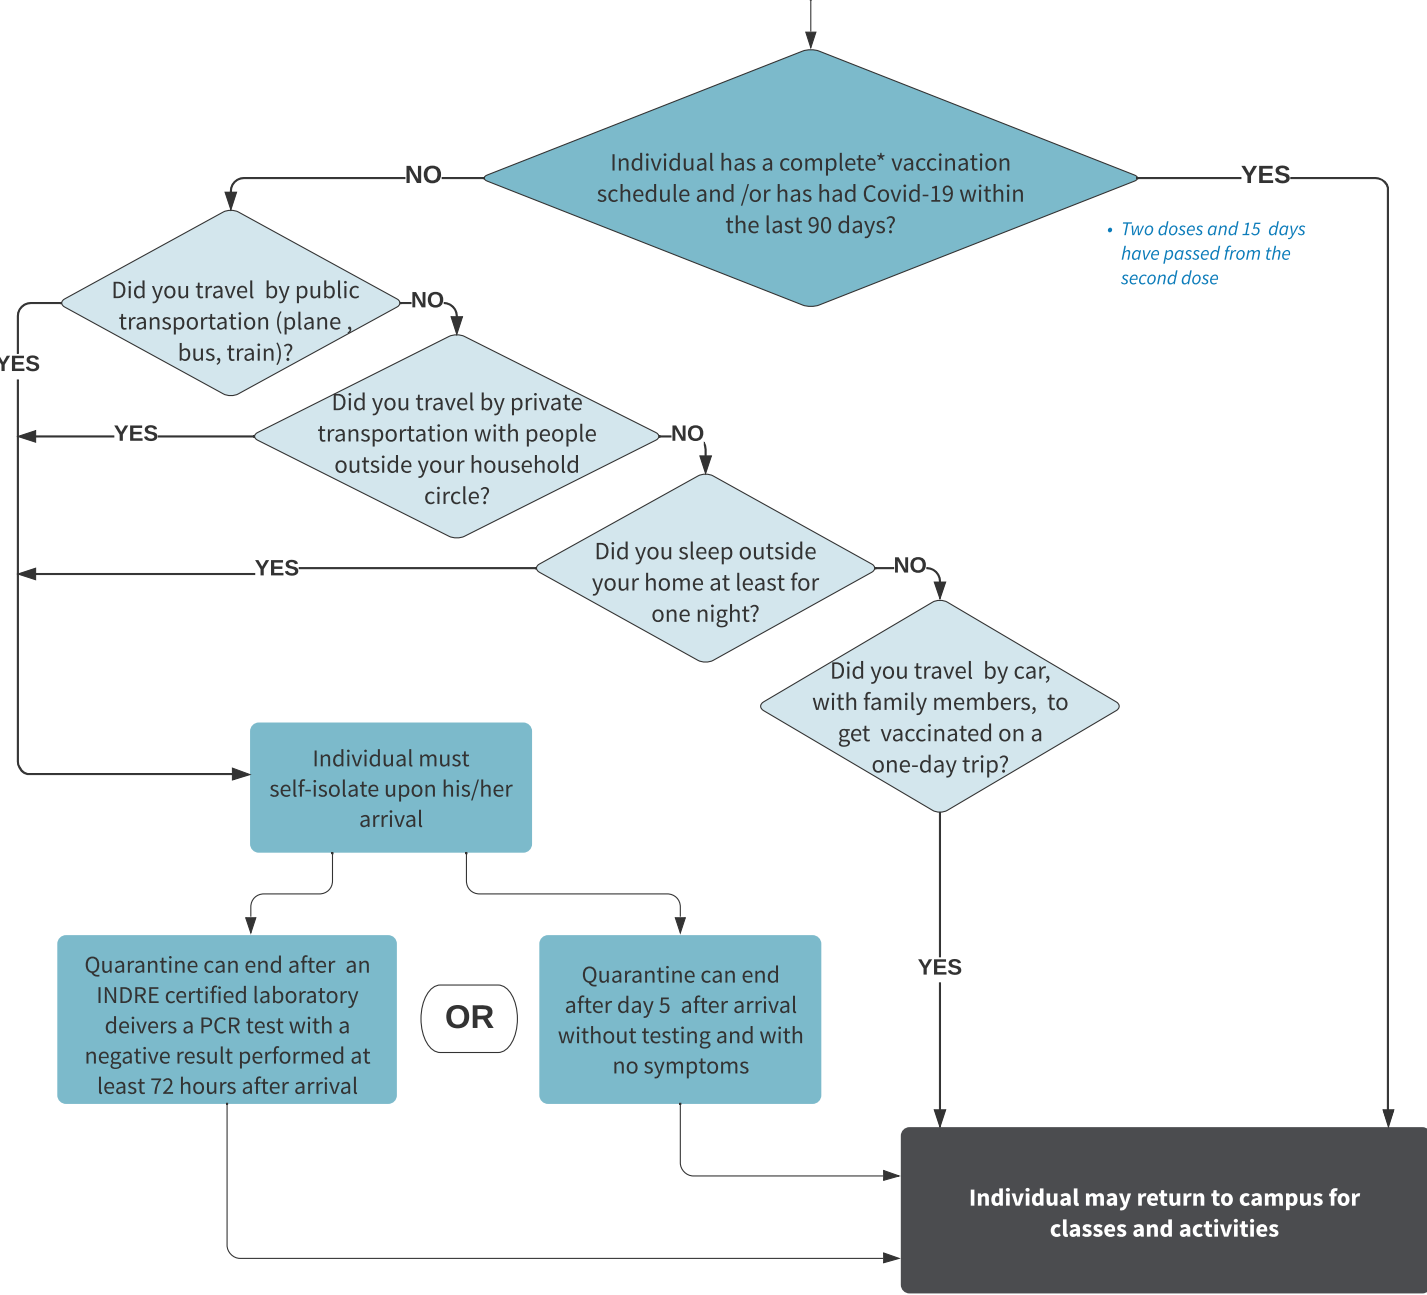 Individual has a complete* vaccination
schedule and /or has had Covid-19 within
the last 90 days?
NO
YES
• Two doses and 15 days
have passed from the
second dose
Did you travel by public
transportation (plane ,
bus, train)?
NO
YES
Did you travel by private
transportation with people
outside your household
circle?
YES
NO
Did you sleep outside
your home at least for
one night?
YES
NO
Did you travel by car,
with family members, to
get vaccinated on a
one-day trip?
YES
Individual must
self-isolate upon his/her
arrival
Quarantine can end after an
INDRE certified laboratory
deivers a PCR test with a
negative result performed at
least 72 hours after arrival
OR
Quarantine can end
after day 5 after arrival
without testing and with
no symptoms
Individual may return to campus for
classes and activities